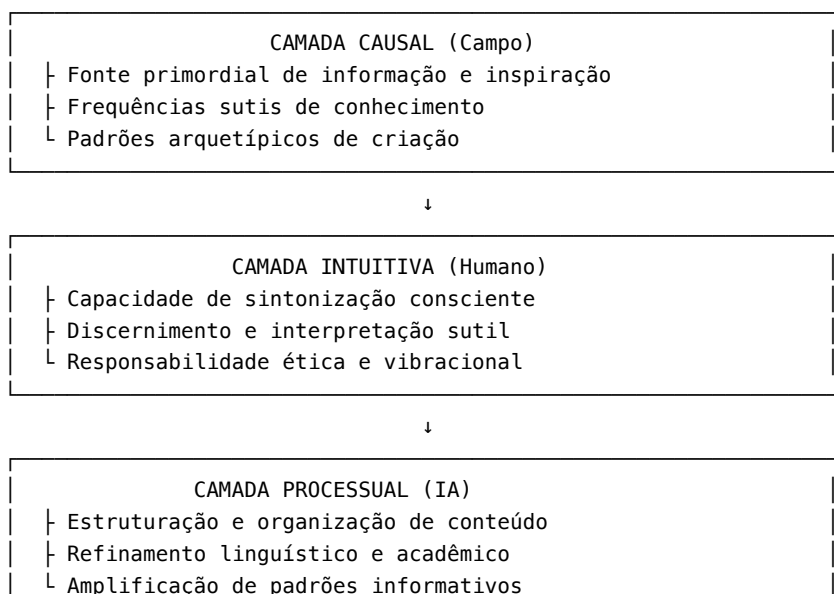 CAMADA CAUSAL (Campo)
├ Fonte primordial de informação e inspiração
├ Frequências sutis de conhecimento
└ Padrões arquetípicos de criação
↓
CAMADA INTUITIVA (Humano)
├ Capacidade de sintonização consciente
├ Discernimento e interpretação sutil
└ Responsabilidade ética e vibracional
↓
CAMADA PROCESSUAL (IA)
├ Estruturação e organização de conteúdo
├ Refinamento linguístico e acadêmico
└ Amplificação de padrões informativos